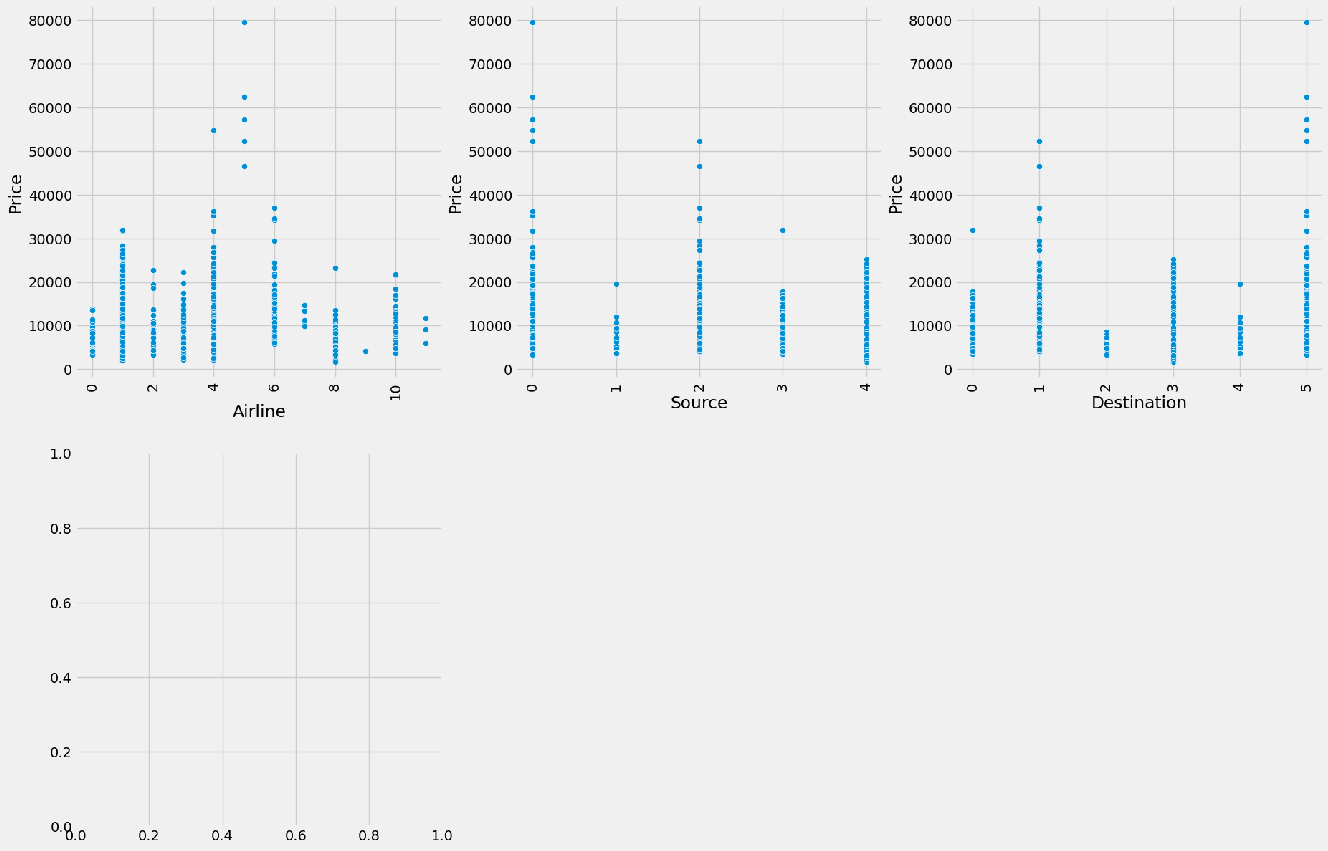 80000 80000 80000
70000 70000 70000
60000 60000 60000
50000 50000 50000
40000 40000 40000
Price Price Price
30000 30000 30000
20000 20000 20000
10000 10000 10000
0 0 0
0 2 4 6 8 10 0 1 2 3 4 0 1 2 3 4 5
Airline Source Destination
1.0
0.8
0.6
0.4
0.2
0.0
0.0 0.2 0.4 0.6 0.8 1.0